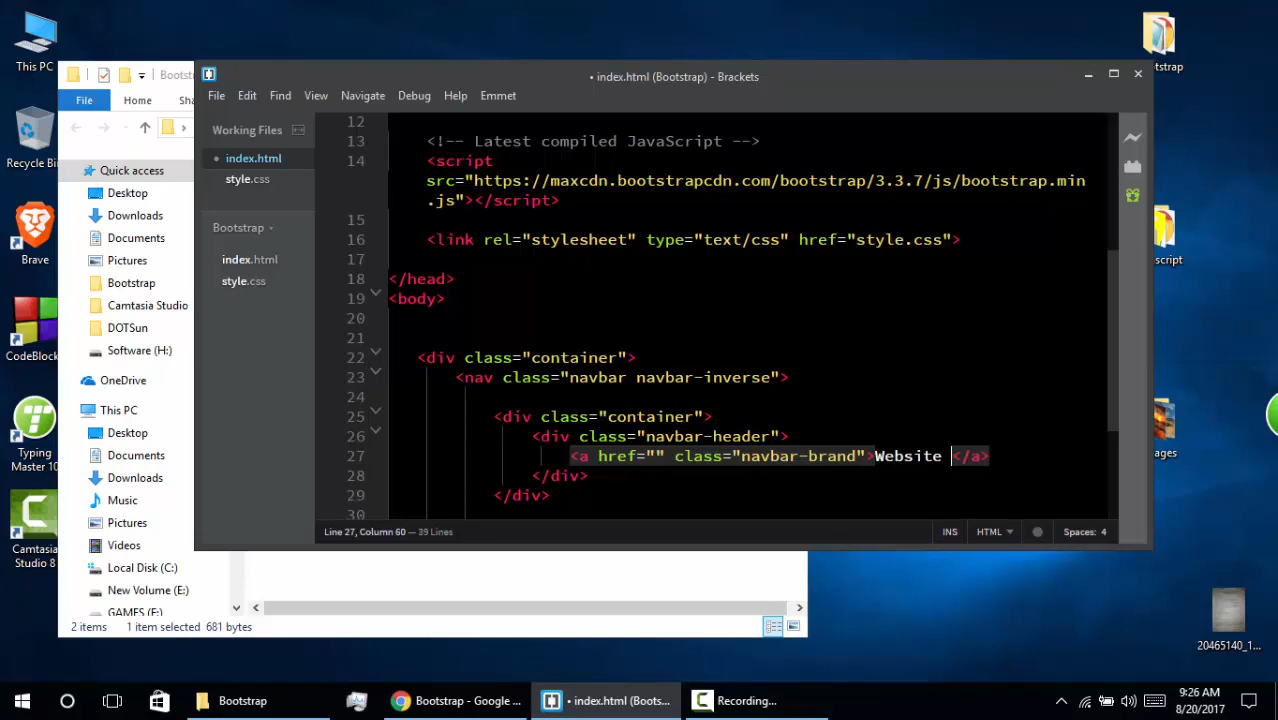 This PC
Recycle Bin
Brave
CodeBlock
Typing
Master 10
Camtasia
Studio 8
Bootst
File
Home
Sha
Quick access
Desktop
Downloads
Documents
Pictures
Bootstrap
Camtasia Studio
DOTSun
Software (H:)
OneDrive
This PC
Desktop
Documents
Downloads
Music
Pictures
Videos
Local Disk (C:)
New Volume (E:)
GAMES (F:)
2 items 1 item selected 681 bytes
• index.html (Bootstrap) - Brackets
File Edit Find View Navigate Debug Help Emmet
Working Files
index.html
style.css
Bootstrap
index.html
style.css
12
13 <!-- Latest compiled JavaScript -->
14 <script
src="https://maxcdn.bootstrapcdn.com/bootstrap/3.3.7/js/bootstrap.min
.js"></script>
15
16 <link rel="stylesheet" type="text/css" href="style.css">
17
18 </head>
19 <body>
20
21
22 <div class="container">
23 <nav class="navbar navbar-inverse">
24
25 <div class="container">
26 <div class="navbar-header">
27 <a href="" class="navbar-brand">Website </a>
28 </div>
29 </div>
30
Line 27, Column 60 — 39 Lines
INS HTML Spaces: 4
otstrap
script
ages
20465140_1...
Bootstrap
Bootstrap - Google ...
• index.html (Boots...
Recording...
9:26 AM
8/20/2017